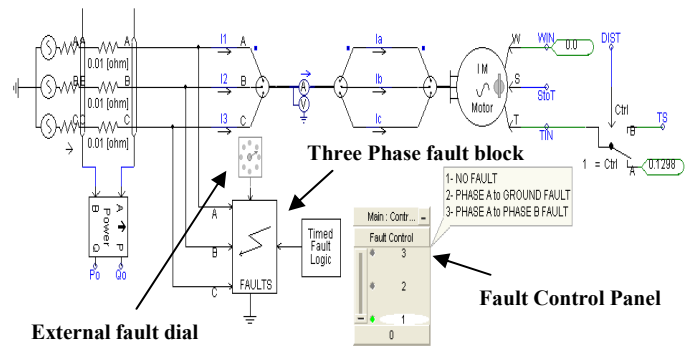 I1 A
Ia
W WIN
0.0
DIST
0.01 [ohm]
I2 B
Ib
I M
Motor
S
StoT
Ctrl
B
TS
0.01 [ohm]
A
V
I3 C
Ic
T
TIN
1 = Ctrl
A
0.1298
0.01 [ohm]
Three Phase fault block
1- NO FAULT
2- PHASE A to GROUND FAULT
3- PHASE A to PHASE B FAULT
A
B
Power
A
P
Q
Po Qo
A
B
C
FAULTS
Timed
Fault
Logic
Main : Contr...
Fault Control
3
2
1
0
Fault Control Panel
External fault dial